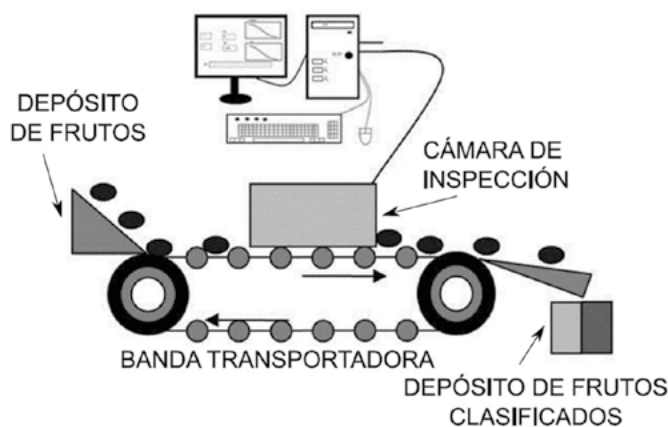 DEPÓSITO
DE FRUTOS
CÁMARA DE
INSPECCIÓN
BANDA TRANSPORTADORA
DEPÓSITO DE FRUTOS
CLASIFICADOS